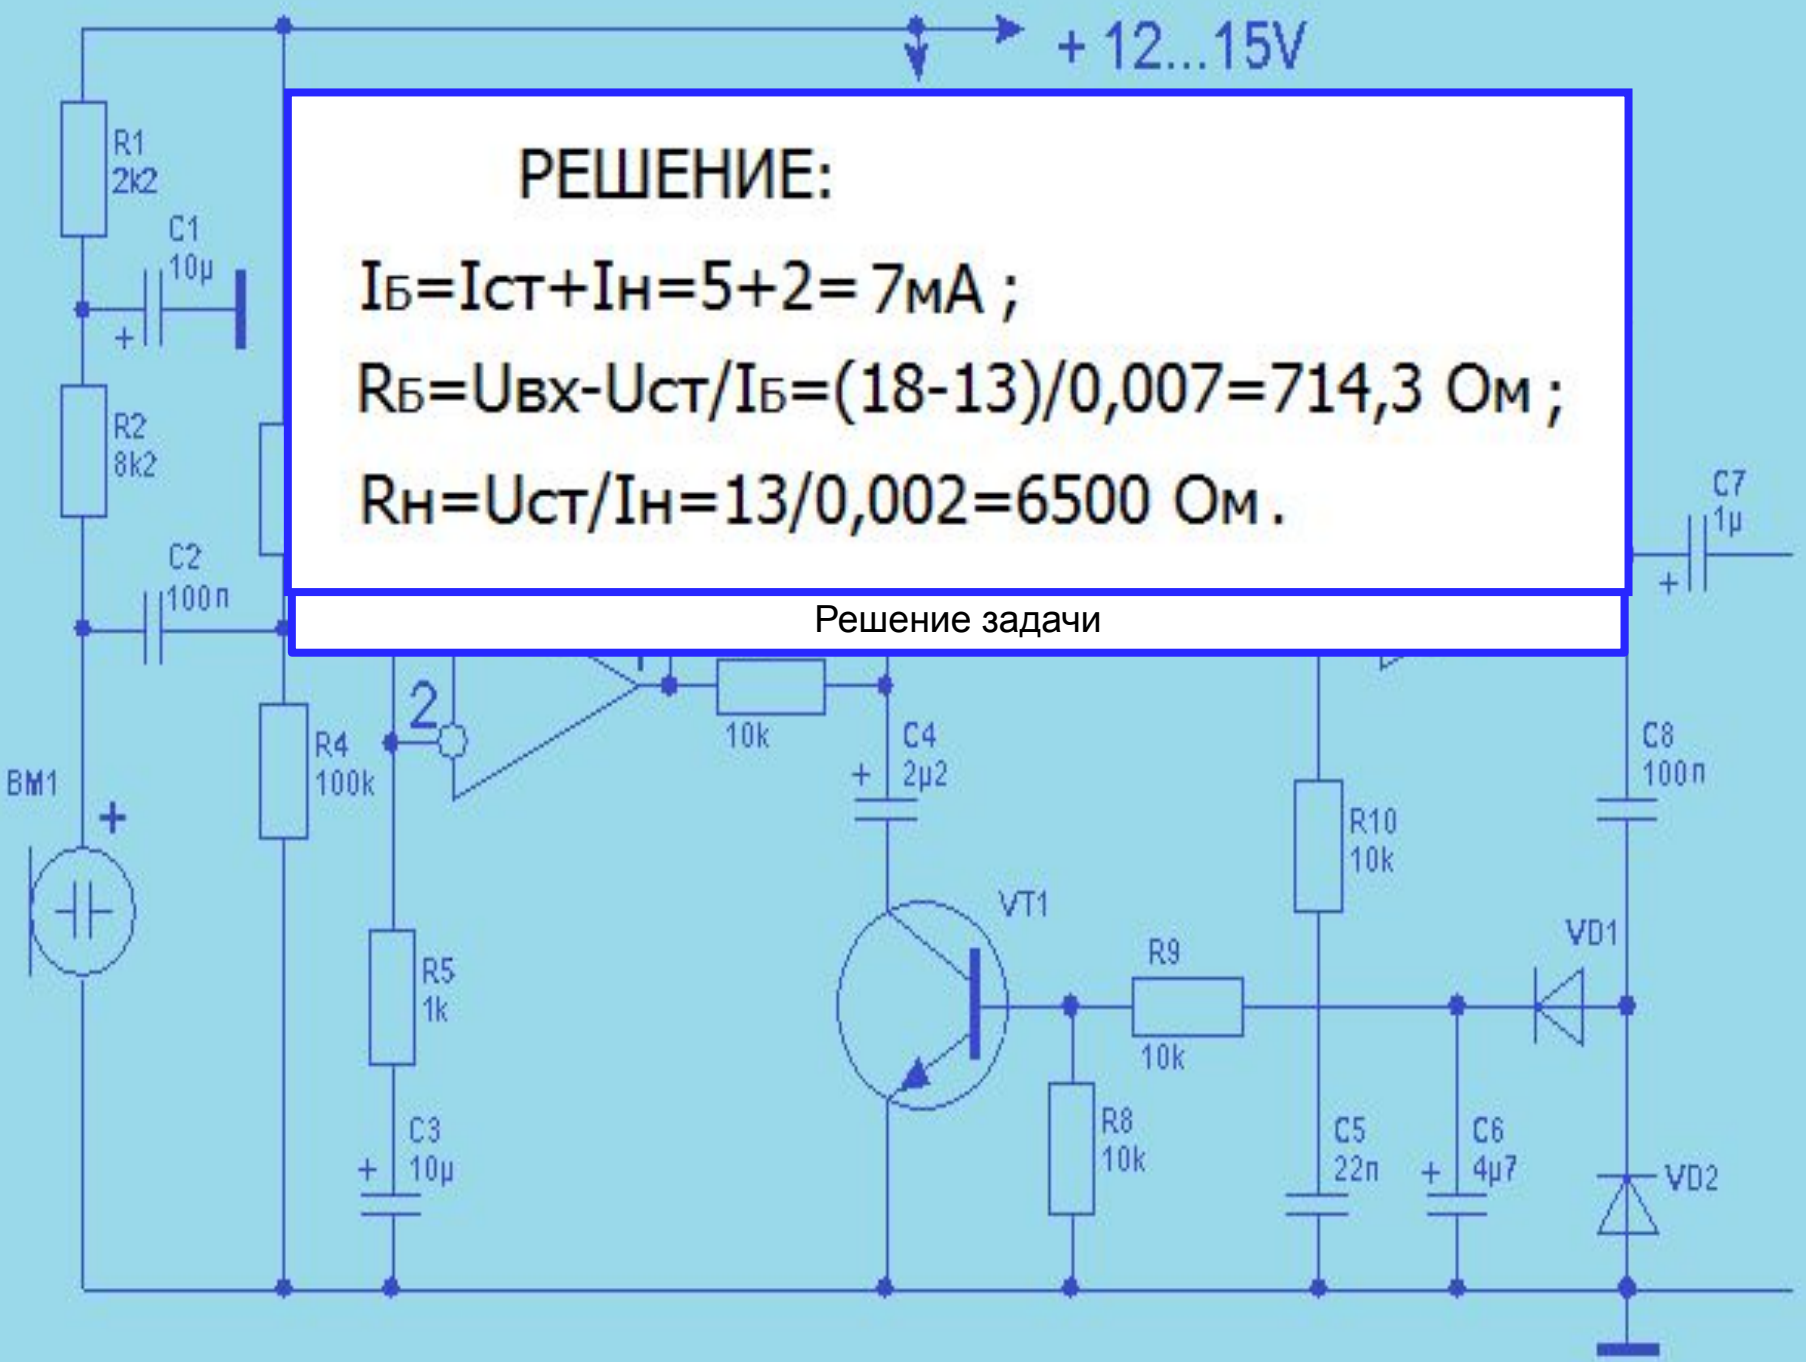 + 12...15V
R1
2k2
C1
10µ
+
R2
8k2
C2
100п
РЕШЕНИЕ:
IБ=Iст+Iн=5+2=7мА ;
RБ=Uвх-Uст/IБ=(18-13)/0,007=714,3 Ом ;
Rн=Uст/Iн=13/0,002=6500 Ом .
Решение задачи
C7
1µ
+
2
10k
R4
100k
C4
+ 2µ2
C8
100п
BM1
+
R10
10k
VT1
R5
1k
R9
10k
VD1
C3
+ 10µ
R8
10k
C5
22п
C6
+ 4µ7
VD2